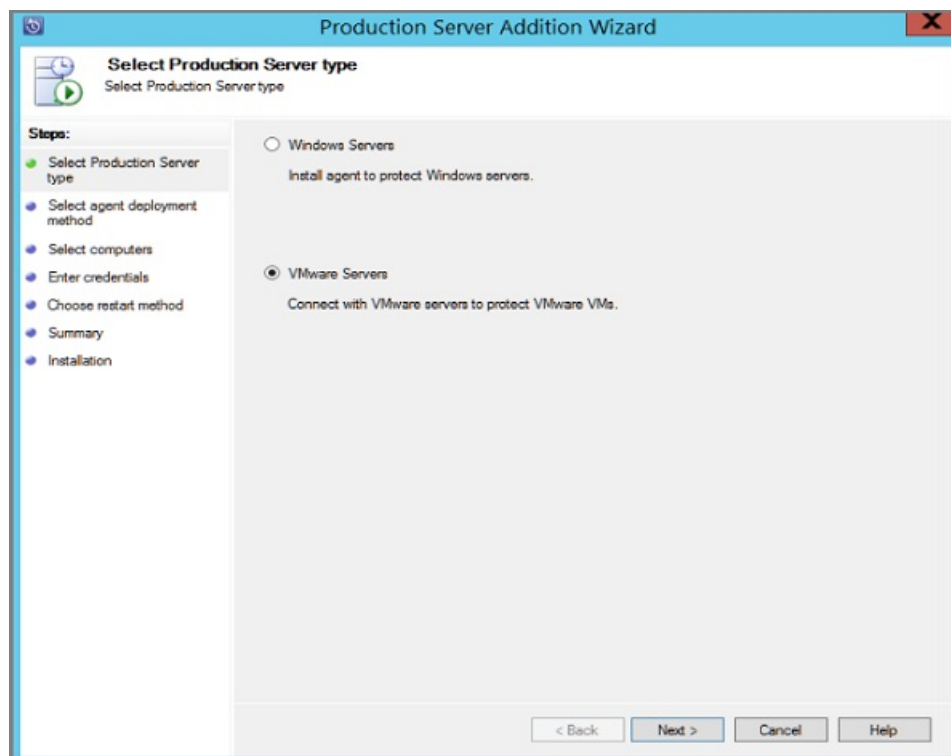 Production Server Addition Wizard
X
Select Production Server type
Select Production Server type
Steps:
Select Production Server
type
Select agent deployment
method
Select computers
Enter credentials
Choose restart method
Summary
Installation
Windows Servers
Install agent to protect Windows servers.
VMware Servers
Connect with VMware servers to protect VMware VMs.
< Back
Next >
Cancel
Help